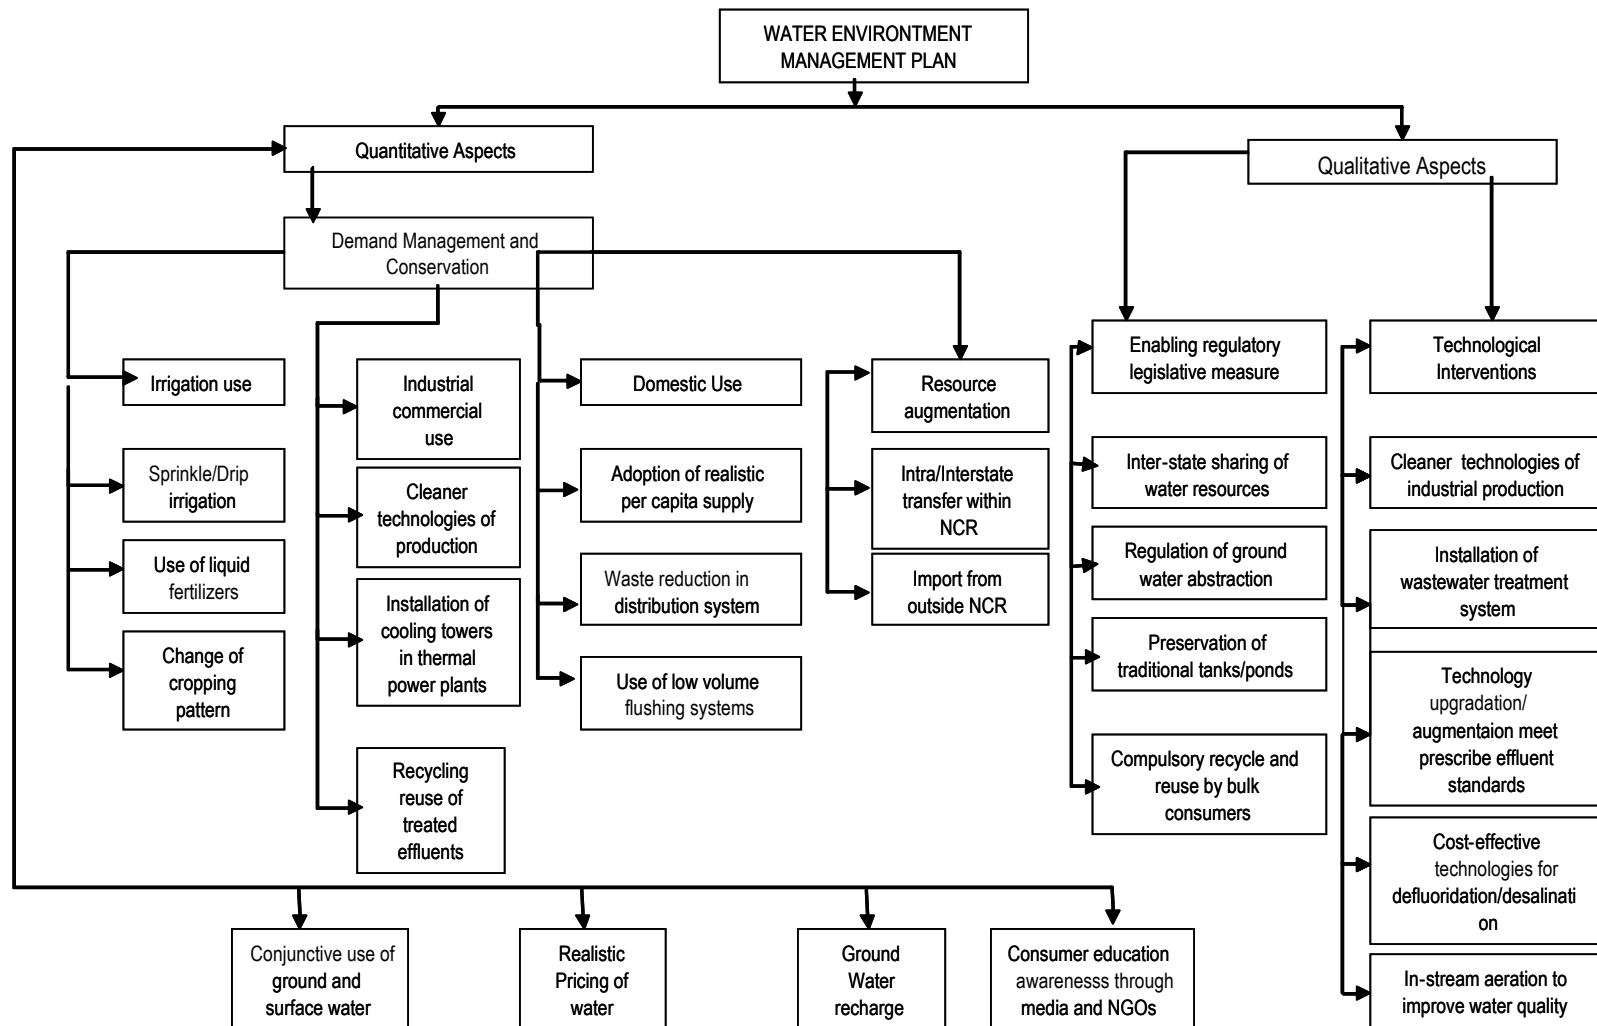 WATER ENVIRONTMENT
MANAGEMENT PLAN
Quantitative Aspects
Qualitative Aspects
Demand Management and
Conservation
Irrigation use
Sprinkle/Drip
irrigation
Use of liquid
fertilizers
Change of
cropping
pattern
Industrial
commercial
use
Cleaner
technologies of
production
Installation of
cooling towers
in thermal
power plants
Recycling
reuse of
treated
effluents
Domestic Use
Adoption of realistic
per capita supply
Waste reduction in
distribution system
Use of low volume
flushing systems
Resource
augmentation
Intra/Interstate
transfer within
NCR
Import from
outside NCR
Enabling regulatory
legislative measure
Inter-state sharing of
water resources
Regulation of ground
water abstraction
Preservation of
traditional tanks/ponds
Compulsory recycle and
reuse by bulk
consumers
Technological
Interventions
Cleaner technologies of
industrial production
Installation of
wastewater treatment
system
Technology
upgradation/
augmentaion meet
prescribe effluent
standards
Cost-effective
technologies for
defluoridation/desalinati
on
In-stream aeration to
improve water quality
Conjunctive use of
ground and
surface water
Realistic
Pricing of
water
Ground
Water
recharge
Consumer education
awarenesss through
media and NGOs